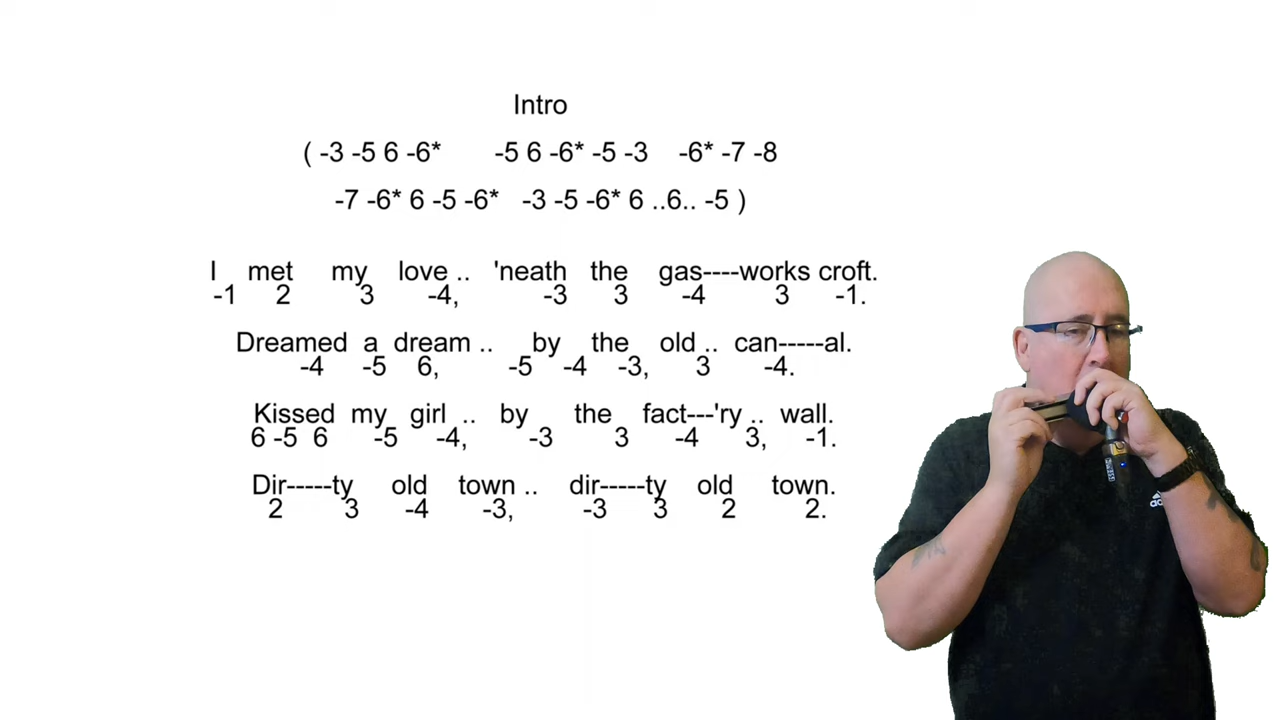 Intro
( -3 -5 6 -6* -5 6 -6* -5 -3 -6* -7 -8
-7 -6* 6 -5 -6* -3 -5 -6* 6 ..6.. -5 )
I met my love .. 'neath the gas----works croft.
-1 2 3 -4, -3 3 -4 3 -1.
Dreamed a dream .. by the old .. can-----al.
-4 -5 6, -5 -4 -3, 3 -4.
Kissed my girl .. by the fact---'ry .. wall.
6 -5 6 -5 -4, -3 3 -4 3, -1.
Dir-----ty old town .. dir-----ty old town.
2 3 -4 -3, -3 3 2 2.